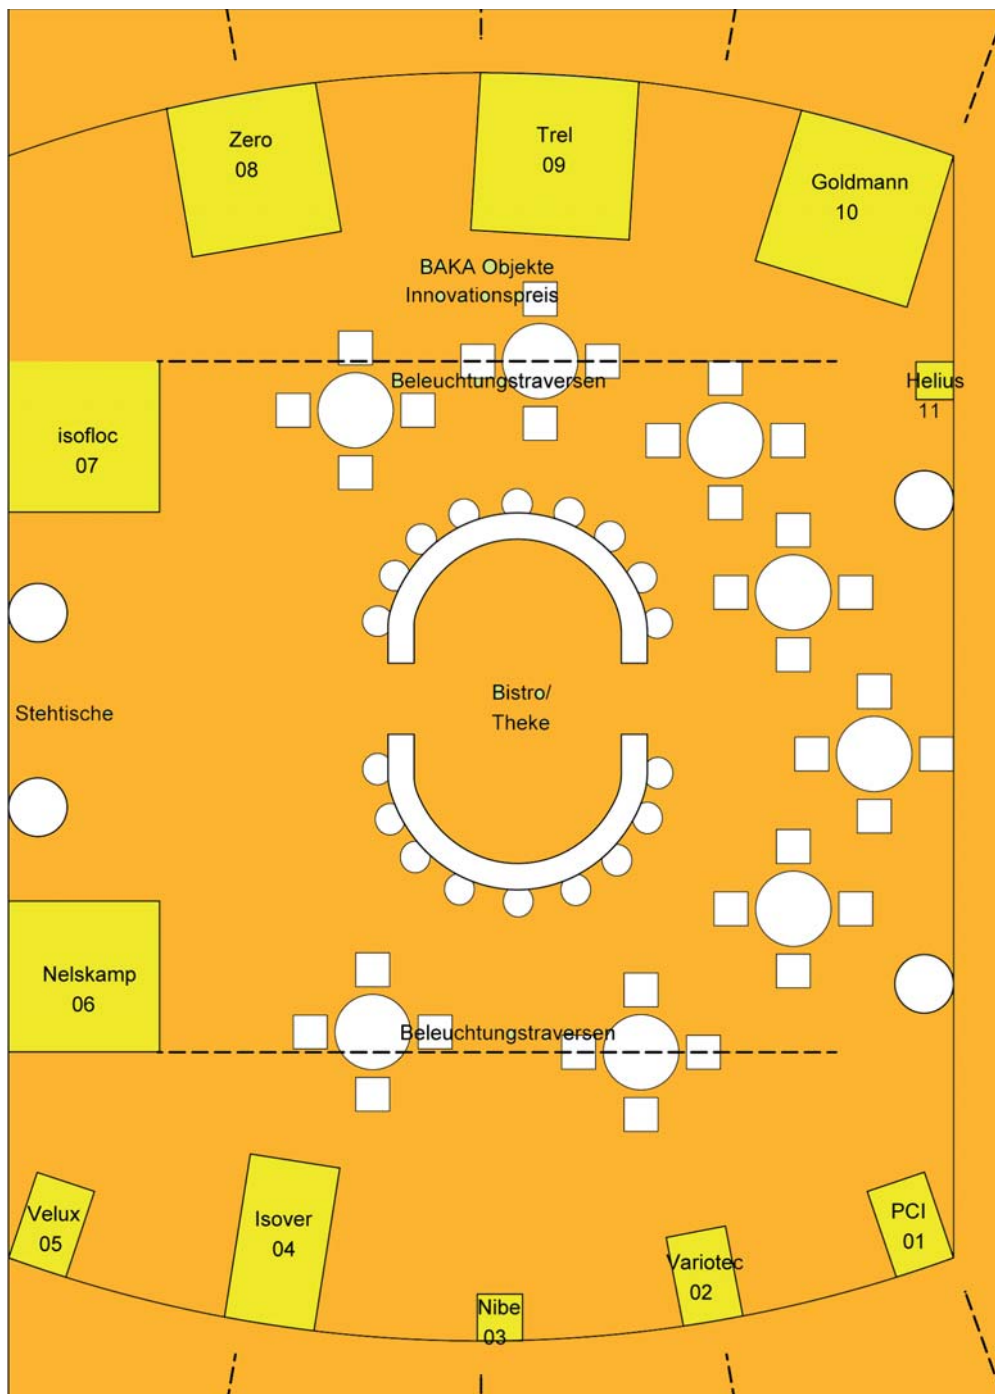 Zero
08
Trel
09
Goldmann
10
BAKA Objekte
Innovationspreis
Beleuchtungstraversen
Helius
11
isofloc
07
Bistro/
Theke
Stehtische
Nelskamp
06
Beleuchtungstraversen
Velux
05
Isover
04
Nibe
03
Variotec
02
PCI
01